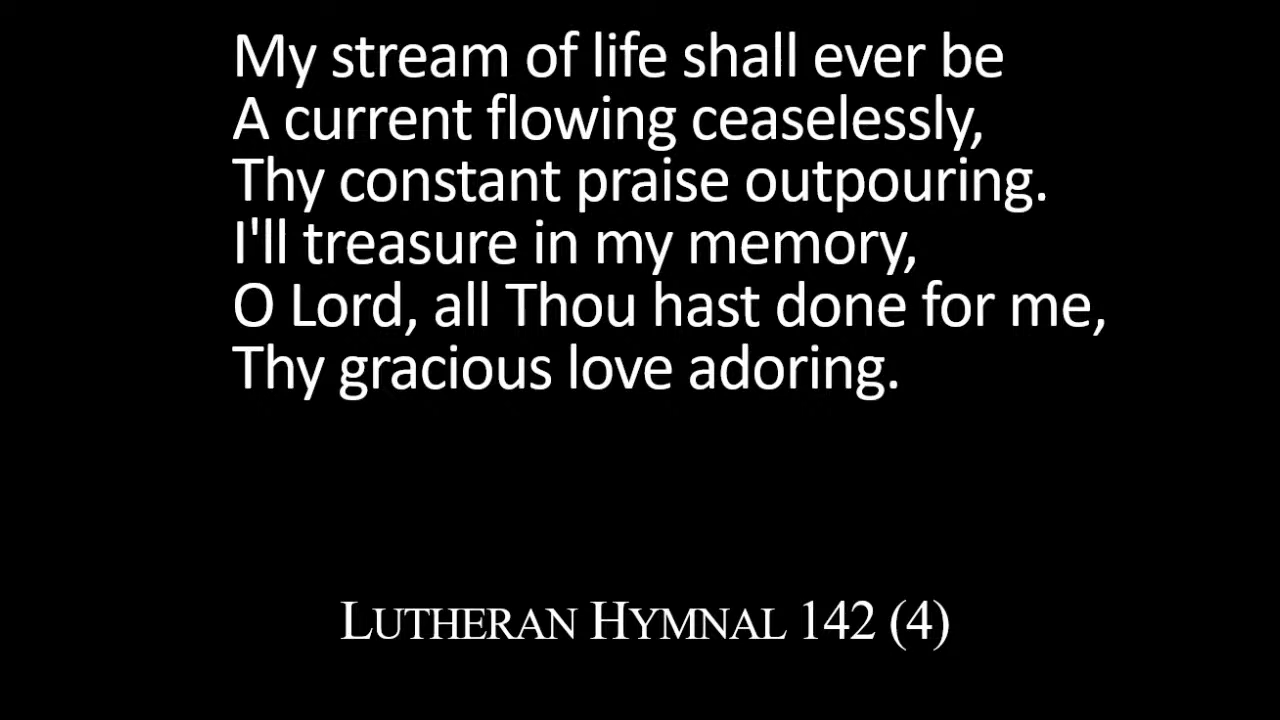 My stream of life shall ever be
A current flowing ceaselessly,
Thy constant praise outpouring.
I'll treasure in my memory,
O Lord, all Thou hast done for me,
Thy gracious love adoring.
LUTHERAN HYMNAL 142 (4)